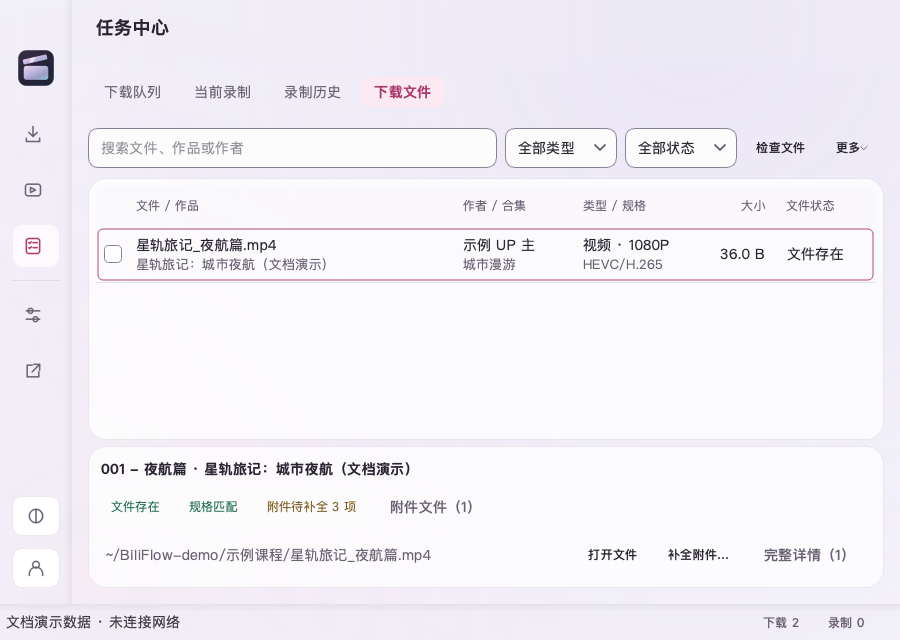 任务中心
下载队列 当前录制 录制历史 下载文件
搜索文件、作品或作者 全部类型 全部状态 检查文件 更多
文件 / 作品 作者 / 合集 类型 / 规格 大小 文件状态
星轨旅记_夜航篇.mp4 示例 UP 主 视频 · 1080P 36.0 B 文件存在
星轨旅记：城市夜航（文档演示） 城市漫游 HEVC/H.265
001 – 夜航篇 · 星轨旅记：城市夜航（文档演示）
文件存在 规格匹配 附件待补全 3 项 附件文件（1）
~/BiliFlow-demo/示例课程/星轨旅记_夜航篇.mp4 打开文件 补全附件... 完整详情（1）
文档演示数据 · 未连接网络 下载 2 录制 0